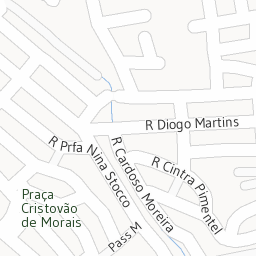 R Diogo Martins
R Prfa Nina Stocco
R Cardoso Moreira
R Cintra Pimentel
Praça
Cristovão
de Morais
Pass M